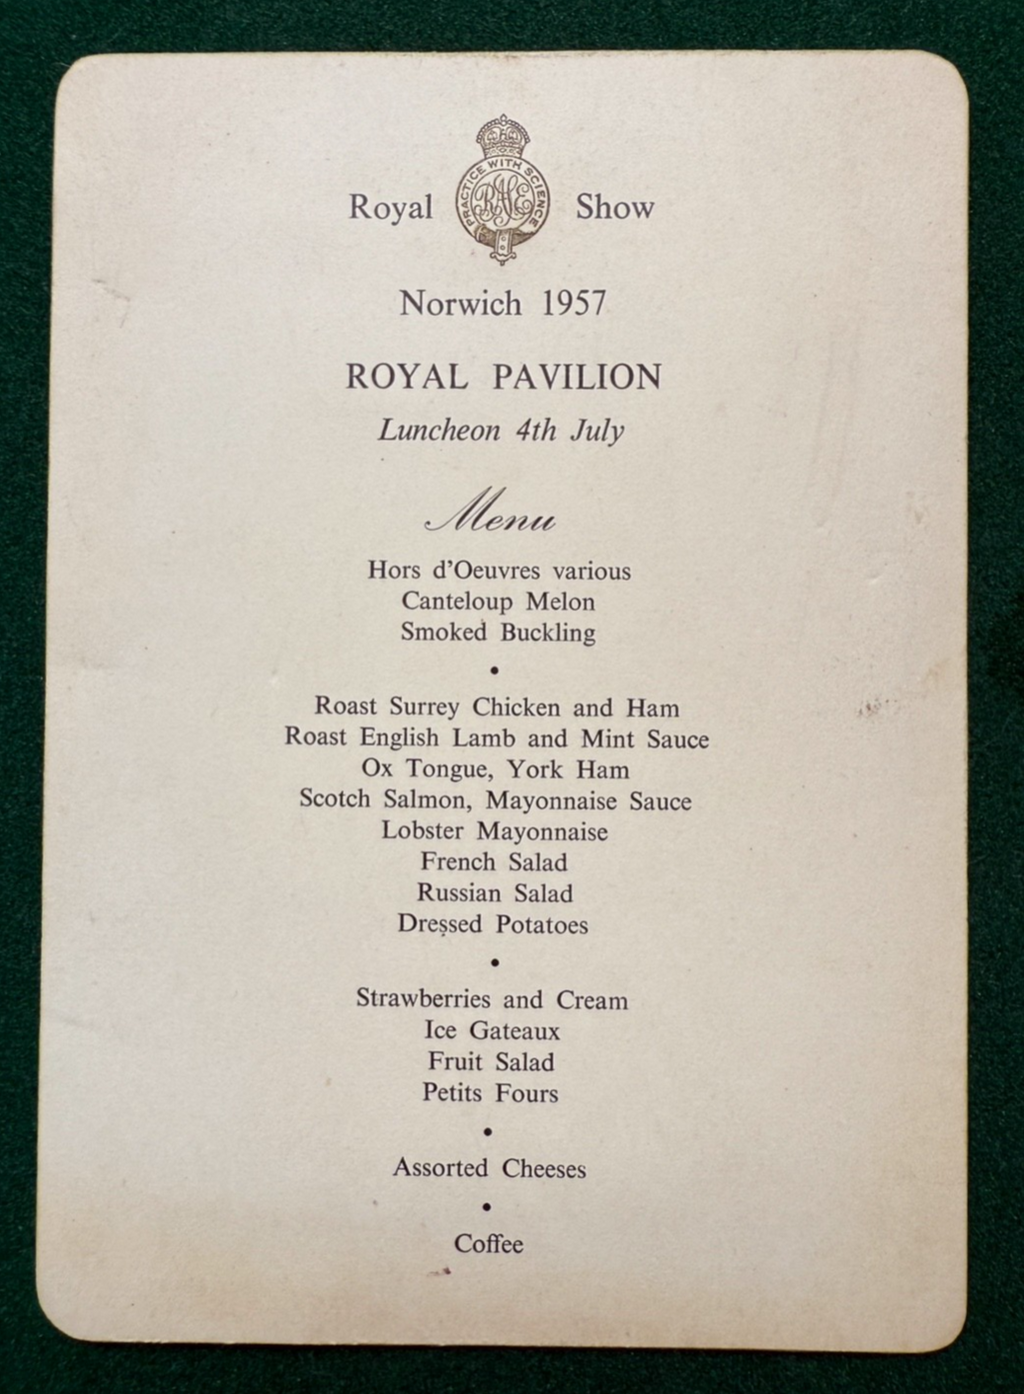 Royal Show
PRACTICE WITH SCIENCE
RASE
Norwich 1957
ROYAL PAVILION
Luncheon 4th July
Menu
Hors d'Oeuvres various
Canteloup Melon
Smoked Buckling
•
Roast Surrey Chicken and Ham
Roast English Lamb and Mint Sauce
Ox Tongue, York Ham
Scotch Salmon, Mayonnaise Sauce
Lobster Mayonnaise
French Salad
Russian Salad
Dressed Potatoes
•
Strawberries and Cream
Ice Gateaux
Fruit Salad
Petits Fours
•
Assorted Cheeses
•
Coffee